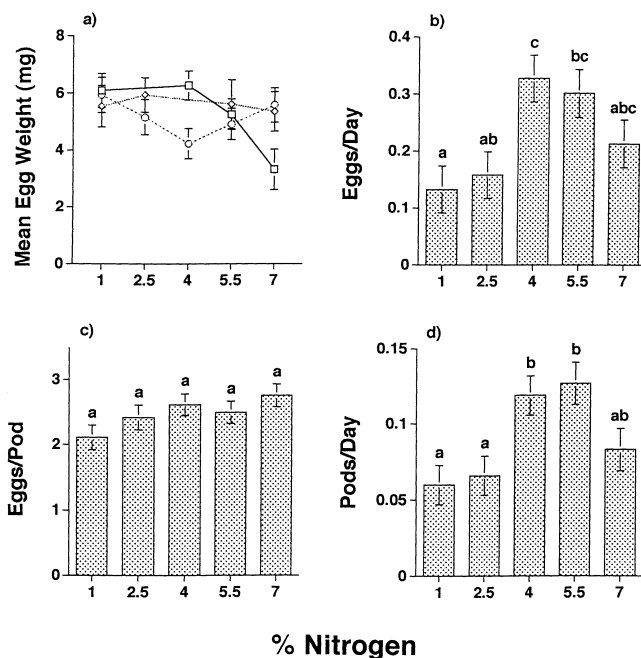 a)
Mean Egg Weight (mg)
8
6
4
2
0
1 2.5 4 5.5 7
b)
Eggs/Day
0.4
0.3
0.2
0.1
0
a ab c bc abc
1 2.5 4 5.5 7
c)
Eggs/Pod
3
2
1
0
a a a a a
1 2.5 4 5.5 7
d)
Pods/Day
0.15
0.1
0.05
0
a a b b ab
1 2.5 4 5.5 7
% Nitrogen